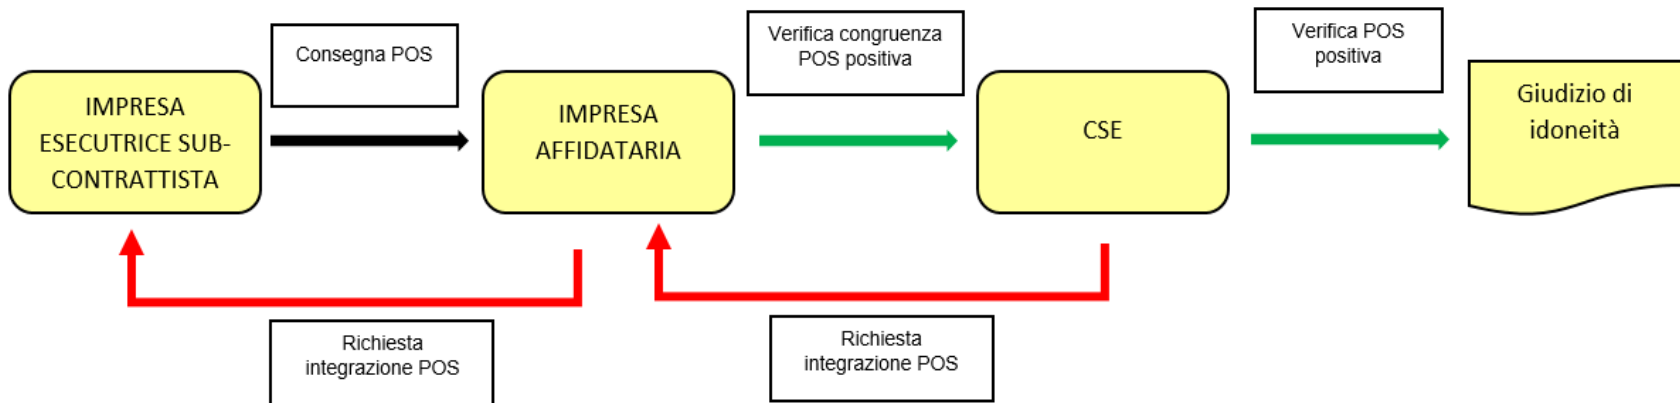 Consegna POS
Verifica congruenza
POS positiva
Verifica POS
positiva
IMPRESA
ESECUTRICE SUB-
CONTRATTISTA
IMPRESA
AFFIDATARIA
CSE
Giudizio di
idoneità
Richiesta
integrazione POS
Richiesta
integrazione POS